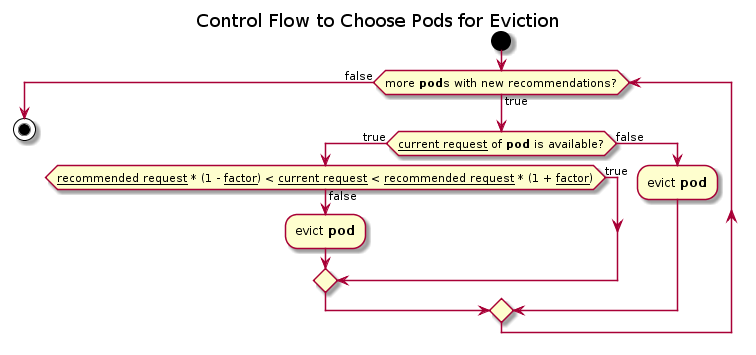 Control Flow to Choose Pods for Eviction
false
more pods with new recommendations?
true
true
current request of pod is available?
false
recommended request * (1 - factor) < current request < recommended request * (1 + factor)
true
evict pod
false
evict pod